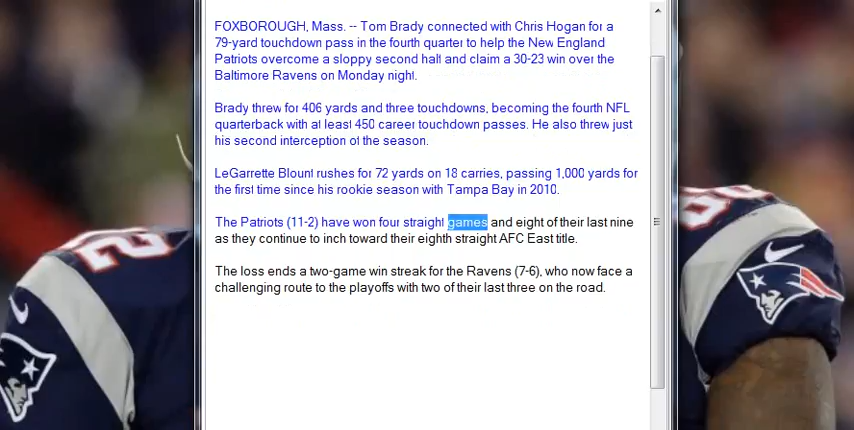 FOXBOROUGH, Mass. -- Tom Brady connected with Chris Hogan for a
79-yard touchdown pass in the fourth quarter to help the New England
Patriots overcome a sloppy second half and claim a 30-23 win over the
Baltimore Ravens on Monday night.
Brady threw for 406 yards and three touchdowns, becoming the fourth NFL
quarterback with at least 450 career touchdown passes. He also threw just
his second interception of the season.
LeGarrette Blount rushes for 72 yards on 18 carries, passing 1,000 yards for
the first time since his rookie season with Tampa Bay in 2010.
The Patriots (11-2) have won four straight games and eight of their last nine
as they continue to inch toward their eighth straight AFC East title.
The loss ends a two-game win streak for the Ravens (7-6), who now face a
challenging route to the playoffs with two of their last three on the road.